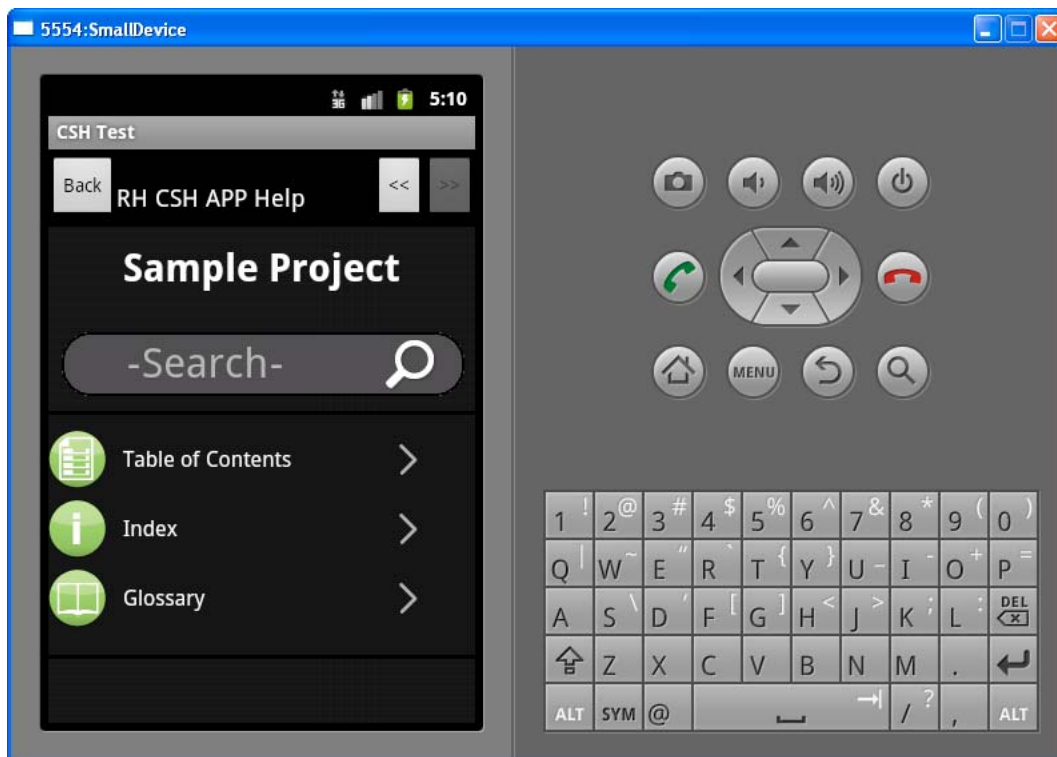 5554:SmallDevice
3G 5:10
CSH Test
Back RH CSH APP Help << >>
Sample Project
-Search-
Table of Contents
i Index
Glossary
MENU
1 ! 2 @ 3 # 4 $ 5 % 6 ^ 7 & 8 * 9 ( 0 )
Q | W ~ E " R ` T { Y } U _ I - O + P =
A S \ D ' F [ G ] H < J > K ; L : DEL
Z X C V B N M .
ALT SYM @ / ? , ALT